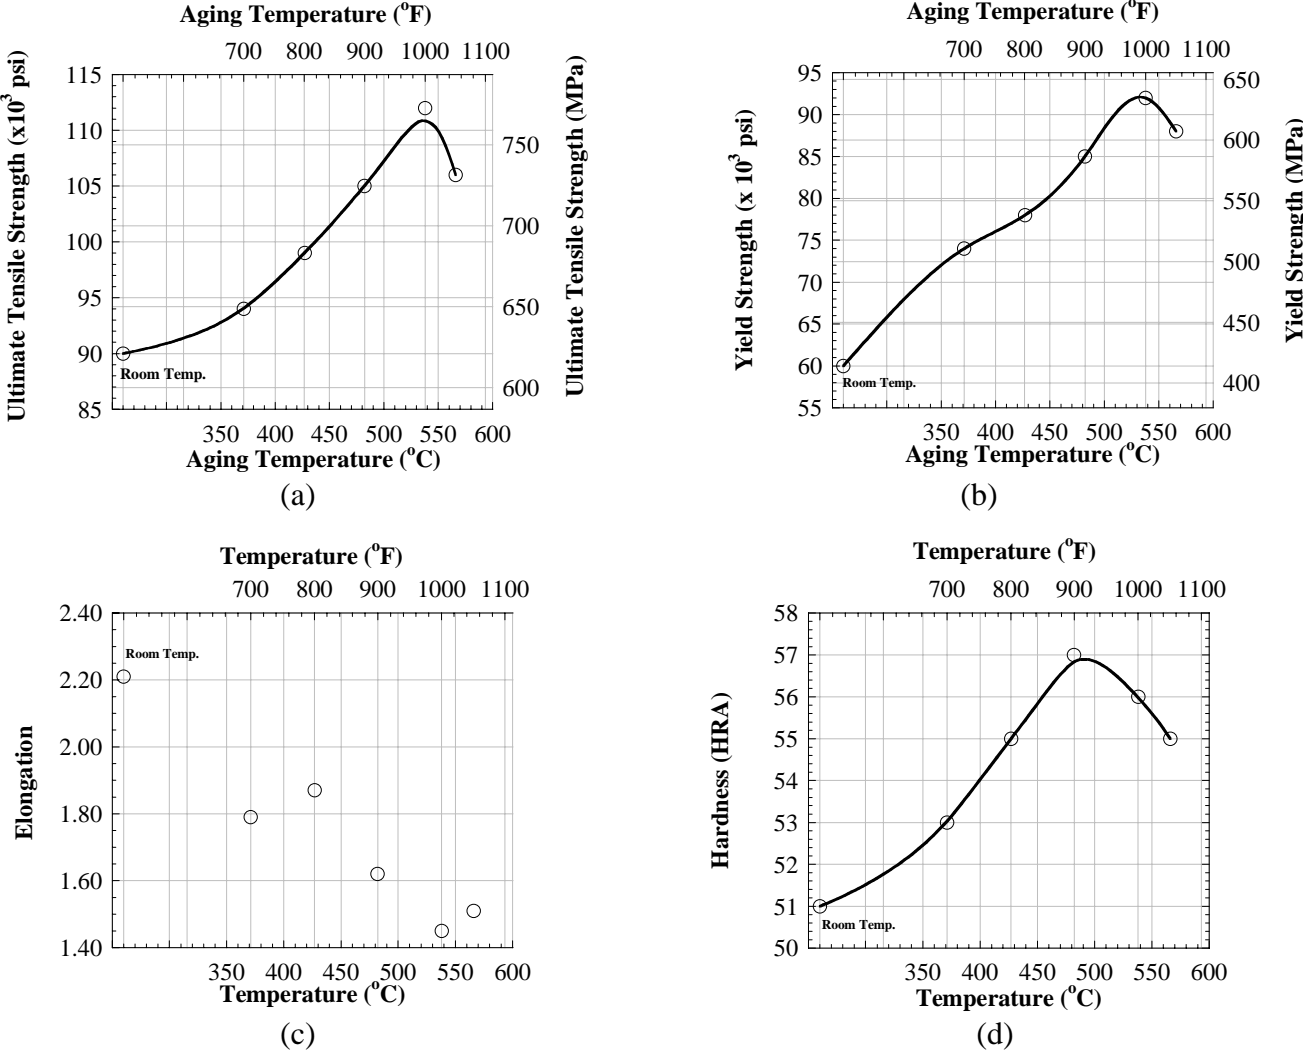 Aging Temperature (°F)
700 800 900 1000 1100
Ultimate Tensile Strength (x10³ psi)
115
110
105
100
95
90
85
750
700
650
600
Ultimate Tensile Strength (MPa)
Room Temp.
350 400 450 500 550 600
Aging Temperature (°C)
(a)
Aging Temperature (°F)
700 800 900 1000 1100
Yield Strength (x 10³ psi)
95
90
85
80
75
70
65
60
55
650
600
550
500
450
400
Yield Strength (MPa)
Room Temp.
350 400 450 500 550 600
Aging Temperature (°C)
(b)
Temperature (°F)
700 800 900 1000 1100
Elongation
2.40
2.20
2.00
1.80
1.60
1.40
Room Temp.
350 400 450 500 550 600
Temperature (°C)
(c)
Temperature (°F)
700 800 900 1000 1100
Hardness (HRA)
58
57
56
55
54
53
52
51
50
Room Temp.
350 400 450 500 550 600
Temperature (°C)
(d)